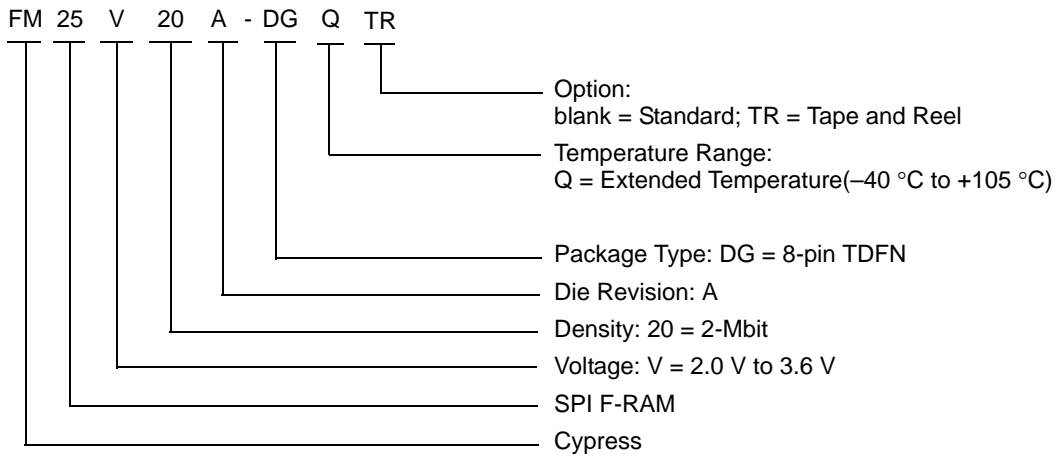 FM 25 V 20 A - DG Q TR
Option:
blank = Standard; TR = Tape and Reel
Temperature Range:
Q = Extended Temperature(–40 °C to +105 °C)
Package Type: DG = 8-pin TDFN
Die Revision: A
Density: 20 = 2-Mbit
Voltage: V = 2.0 V to 3.6 V
SPI F-RAM
Cypress